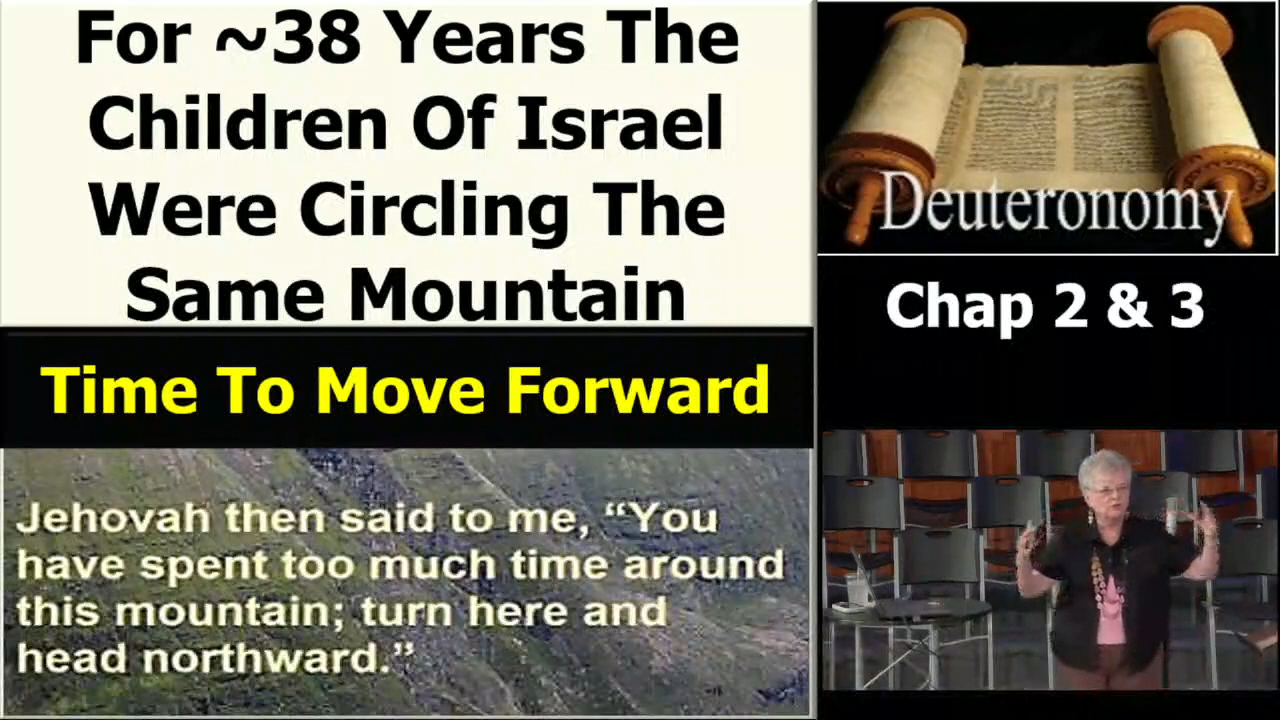 For ~38 Years The
Children Of Israel
Were Circling The
Same Mountain
Time To Move Forward
Jehovah then said to me, “You
have spent too much time around
this mountain; turn here and
head northward.”
Deuteronomy
Chap 2 & 3